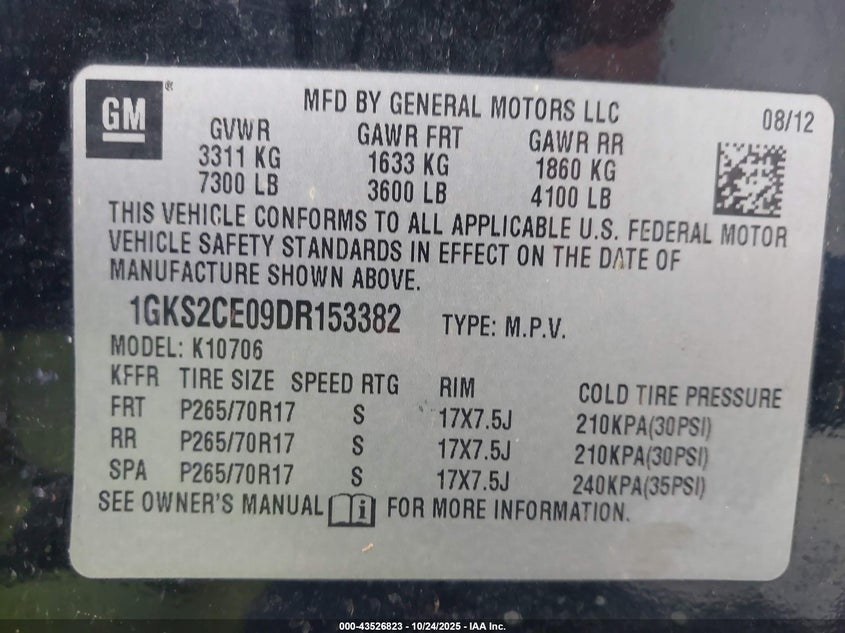 GM ®
MFD BY GENERAL MOTORS LLC
08/12
GVWR GAWR FRT GAWR RR
3311 KG 1633 KG 1860 KG
7300 LB 3600 LB 4100 LB
THIS VEHICLE CONFORMS TO ALL APPLICABLE U.S. FEDERAL MOTOR
VEHICLE SAFETY STANDARDS IN EFFECT ON THE DATE OF
MANUFACTURE SHOWN ABOVE.
1GKS2CE09DR153382 TYPE: M.P.V.
MODEL: K10706
KFFR TIRE SIZE SPEED RTG RIM COLD TIRE PRESSURE
FRT P265/70R17 S 17X7.5J 210KPA(30PSI)
RR P265/70R17 S 17X7.5J 210KPA(30PSI)
SPA P265/70R17 S 17X7.5J 240KPA(35PSI)
SEE OWNER'S MANUAL i FOR MORE INFORMATION.
000-43526823 - 10/24/2025 - IAA Inc.